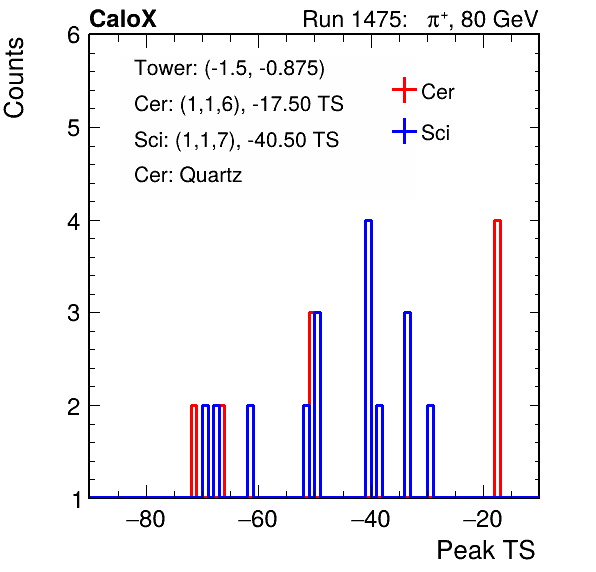 CaloX Run 1475: π⁺, 80 GeV
Counts
6
Tower: (-1.5, -0.875)
Cer: (1,1,6), -17.50 TS
Sci: (1,1,7), -40.50 TS
Cer: Quartz
Cer
Sci
5
4
3
2
1
−80 −60 −40 −20
Peak TS